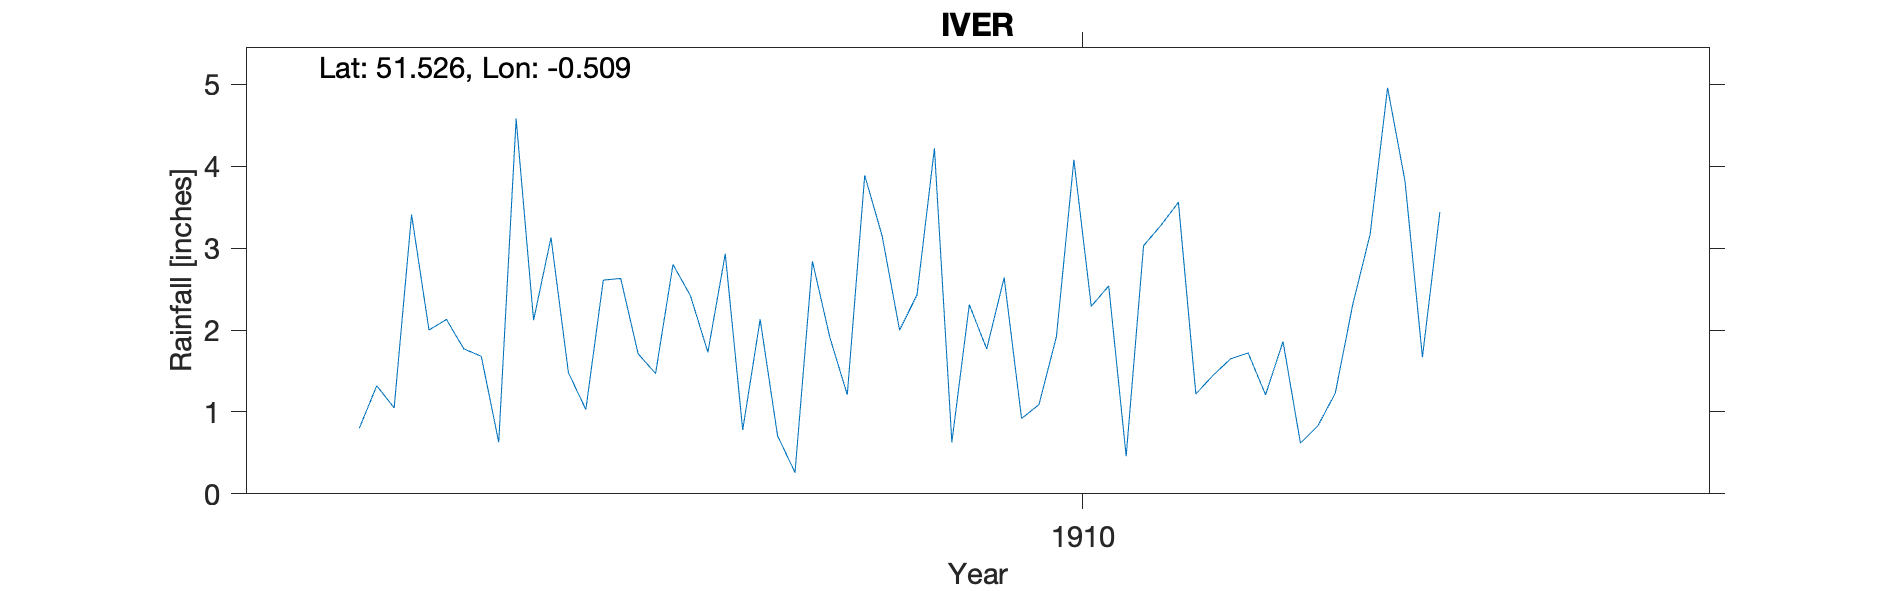 IVER
Lat: 51.526, Lon: -0.509
5
4
3
2
1
0
Rainfall [inches]
1910
Year